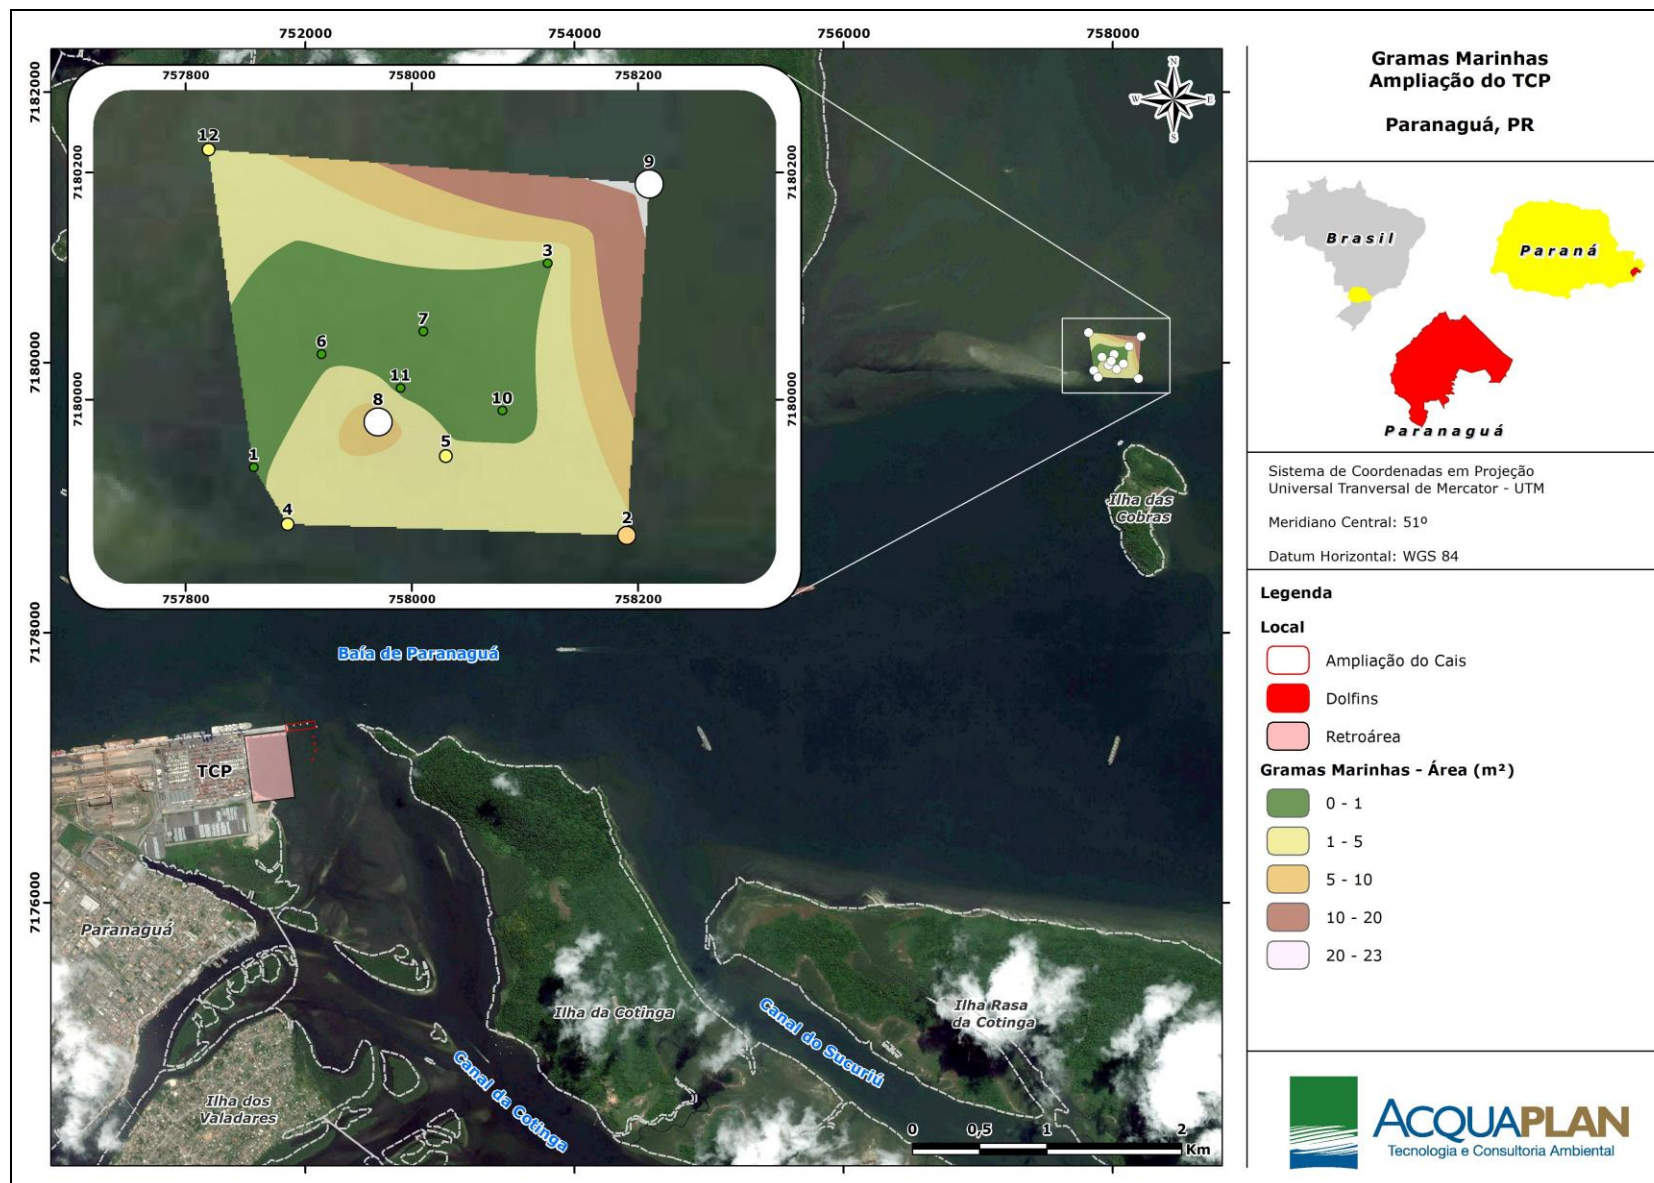 752000
754000
756000
758000
7182000
7180000
7178000
7176000
757800
758000
758200
7180200
7180000
7180200
7180000
757800
758000
758200
12
9
3
7
6
11
8
10
5
1
4
2
N
W
E
S
Ilha das
Cobras
Baía de Paranaguá
TCP
Paranaguá
Ilha da Cotinga
Ilha Rasa
da Cotinga
Canal do Sucuriú
Canal da Cotinga
Ilha dos
Valadares
0
0,5
1
2
Km
Gramas Marinhas
Ampliação do TCP
Paranaguá, PR
Brasil
Paraná
Paranaguá
Sistema de Coordenadas em Projeção
Universal Tranversal de Mercator - UTM
Meridiano Central: 51º
Datum Horizontal: WGS 84
Legenda
Local
Ampliação do Cais
Dolfins
Retroárea
Gramas Marinhas - Área (m²)
0 - 1
1 - 5
5 - 10
10 - 20
20 - 23
ACQUAPLAN
Tecnologia e Consultoria Ambiental